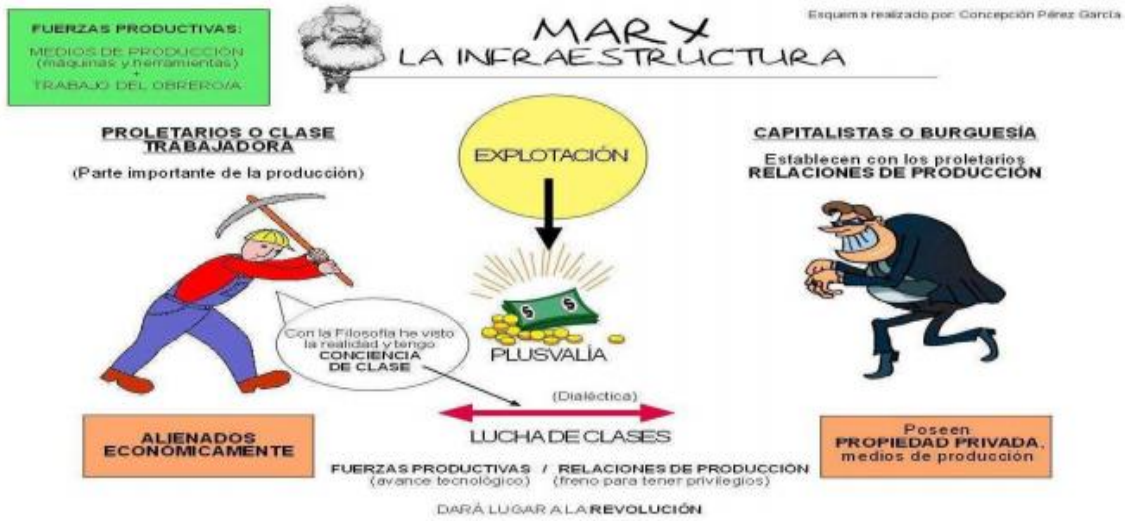 Esquema realizado por: Concepción Pérez García
MARX
LA INFRAESTRUCTURA
FUERZAS PRODUCTIVAS:
MEDIOS DE PRODUCCIÓN
(máquinas y herramientas)
+
TRABAJO DEL OBRERO/A
PROLETARIOS O CLASE
TRABAJADORA
(Parte importante de la producción)
EXPLOTACIÓN
CAPITALISTAS O BURGUESÍA
Establecen con los proletarios
RELACIONES DE PRODUCCIÓN
$ $
PLUSVALÍA
Con la Filosofía he visto
la realidad y tengo
CONCIENCIA
DE CLASE
(Dialéctica)
LUCHA DE CLASES
ALIENADOS
ECONÓMICAMENTE
Poseen
PROPIEDAD PRIVADA.
medios de producción
FUERZAS PRODUCTIVAS / RELACIONES DE PRODUCCIÓN
(avance tecnológico) (freno para tener privilegios)
DARÁ LUGAR A LA REVOLUCIÓN